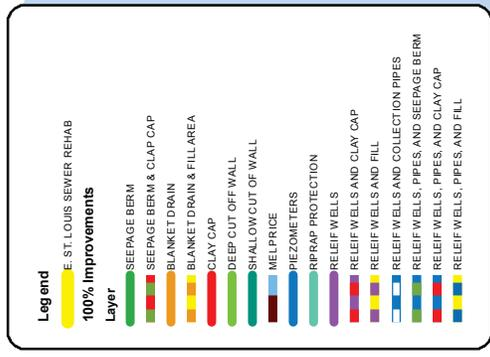 Legend
E. ST. LOUIS SEWER REHAB
100% Improvements
Layer
SEEPAGE BERM
SEEPAGE BERM & CLAP CAP
BLANKET DRAIN
BLANKET DRAIN & FILL AREA
CLAY CAP
DEEP CUT OFF WALL
SHALLOW CUT OF WALL
MELPRICE
PIEZOMETERS
RIPRAP PROTECTION
RELEIF WELLS
RELEIF WELLS AND CLAY CAP
RELEIF WELLS AND FILL
RELEIF WELLS AND COLLECTION PIPES
RELEIF WELLS, PIPES, AND SEEPAGE BERM
RELEIF WELLS, PIPES, AND CLAY CAP
RELEIF WELLS, PIPES, AND FILL